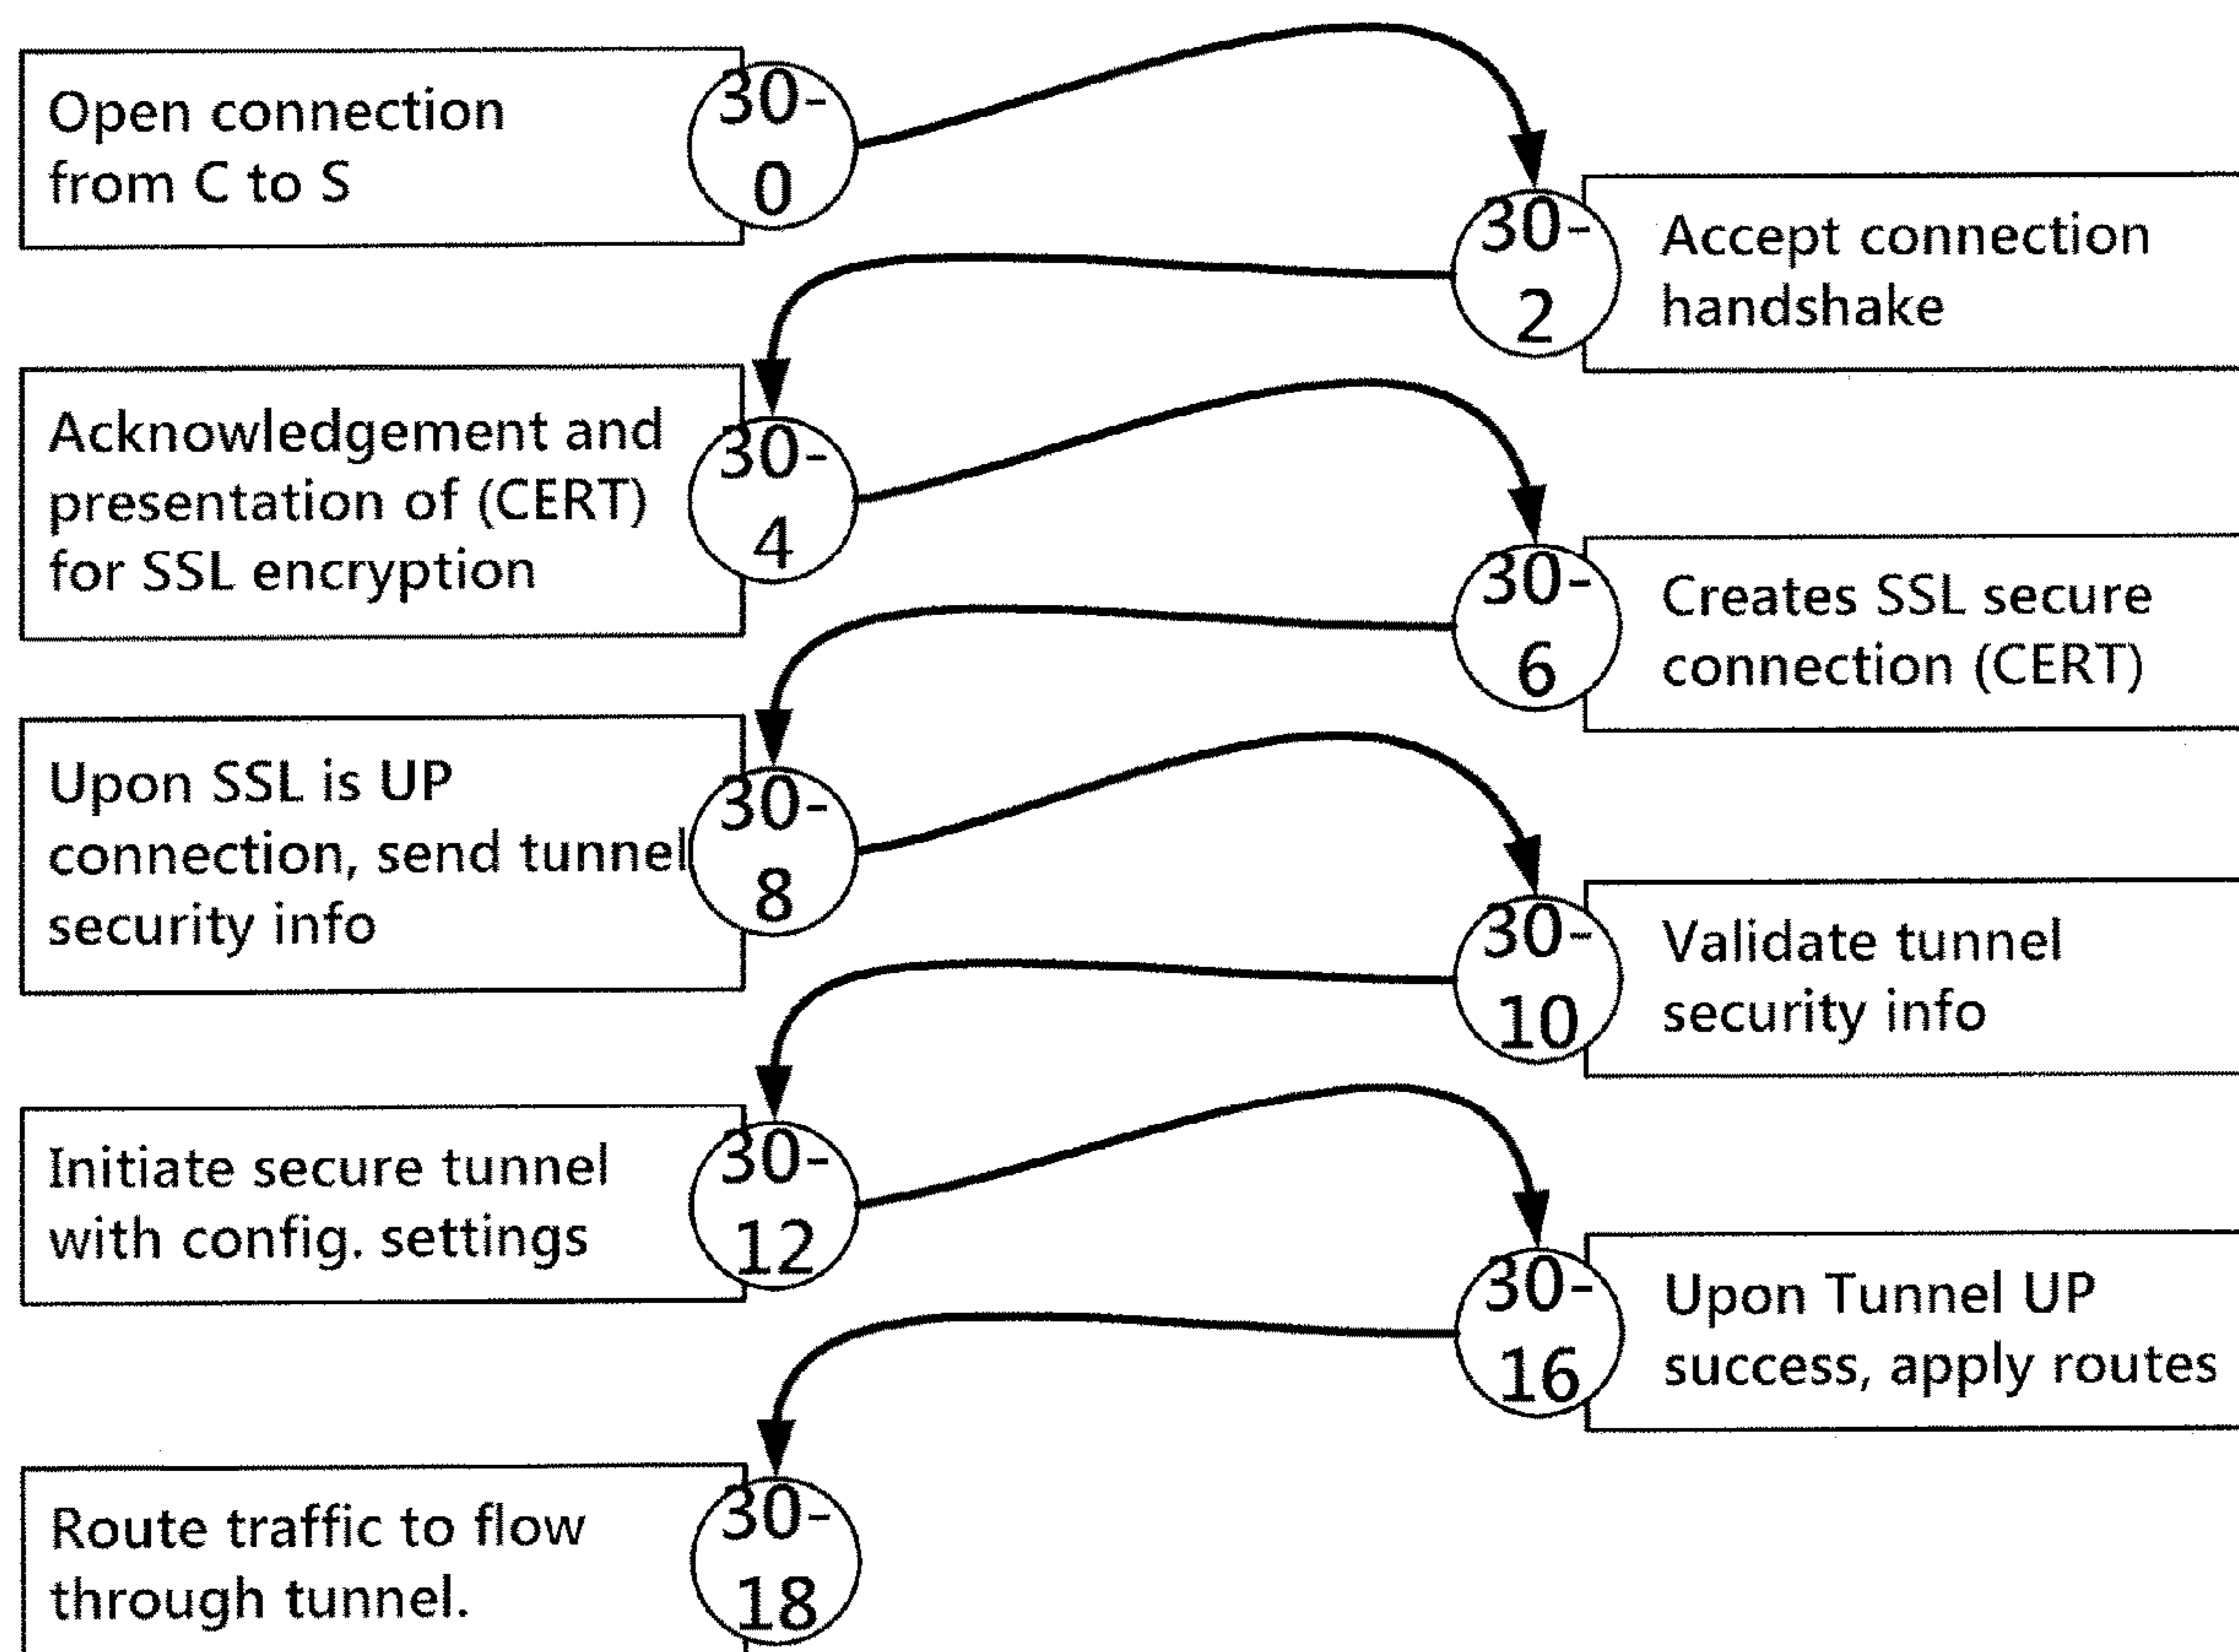 Open connection
from C to S
30-
0
30-
2
Accept connection
handshake
Acknowledgement and
presentation of (CERT)
for SSL encryption
30-
4
30-
6
Creates SSL secure
connection (CERT)
Upon SSL is UP
connection, send tunnel
security info
30-
8
30-
10
Validate tunnel
security info
Initiate secure tunnel
with config. settings
30-
12
30-
16
Upon Tunnel UP
success, apply routes
Route traffic to flow
through tunnel.
30-
18